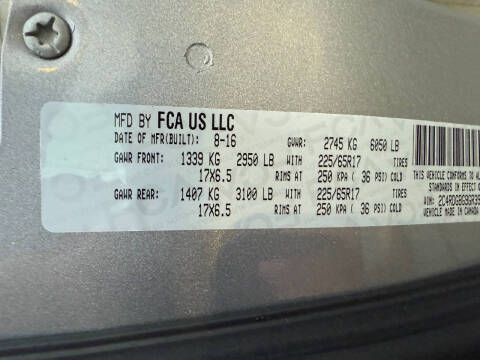 MFD BY FCA US LLC
DATE OF MFR(BUILT): 8-16 GVWR: 2745 KG 6050 LB
GAWR FRONT: 1339 KG 2950 LB WITH 225/65R17 TIRES
17X6.5 RIMS AT 250 KPA ( 36 PSI) COLD
GAWR REAR: 1407 KG 3100 LB WITH 225/65R17 TIRES
17X6.5 RIMS AT 250 KPA ( 36 PSI) COLD
THIS VEHICLE CONFORMS TO AL
STANDARDS IN EFFECT
VIN:
VEHICLE MADE IN CANADA